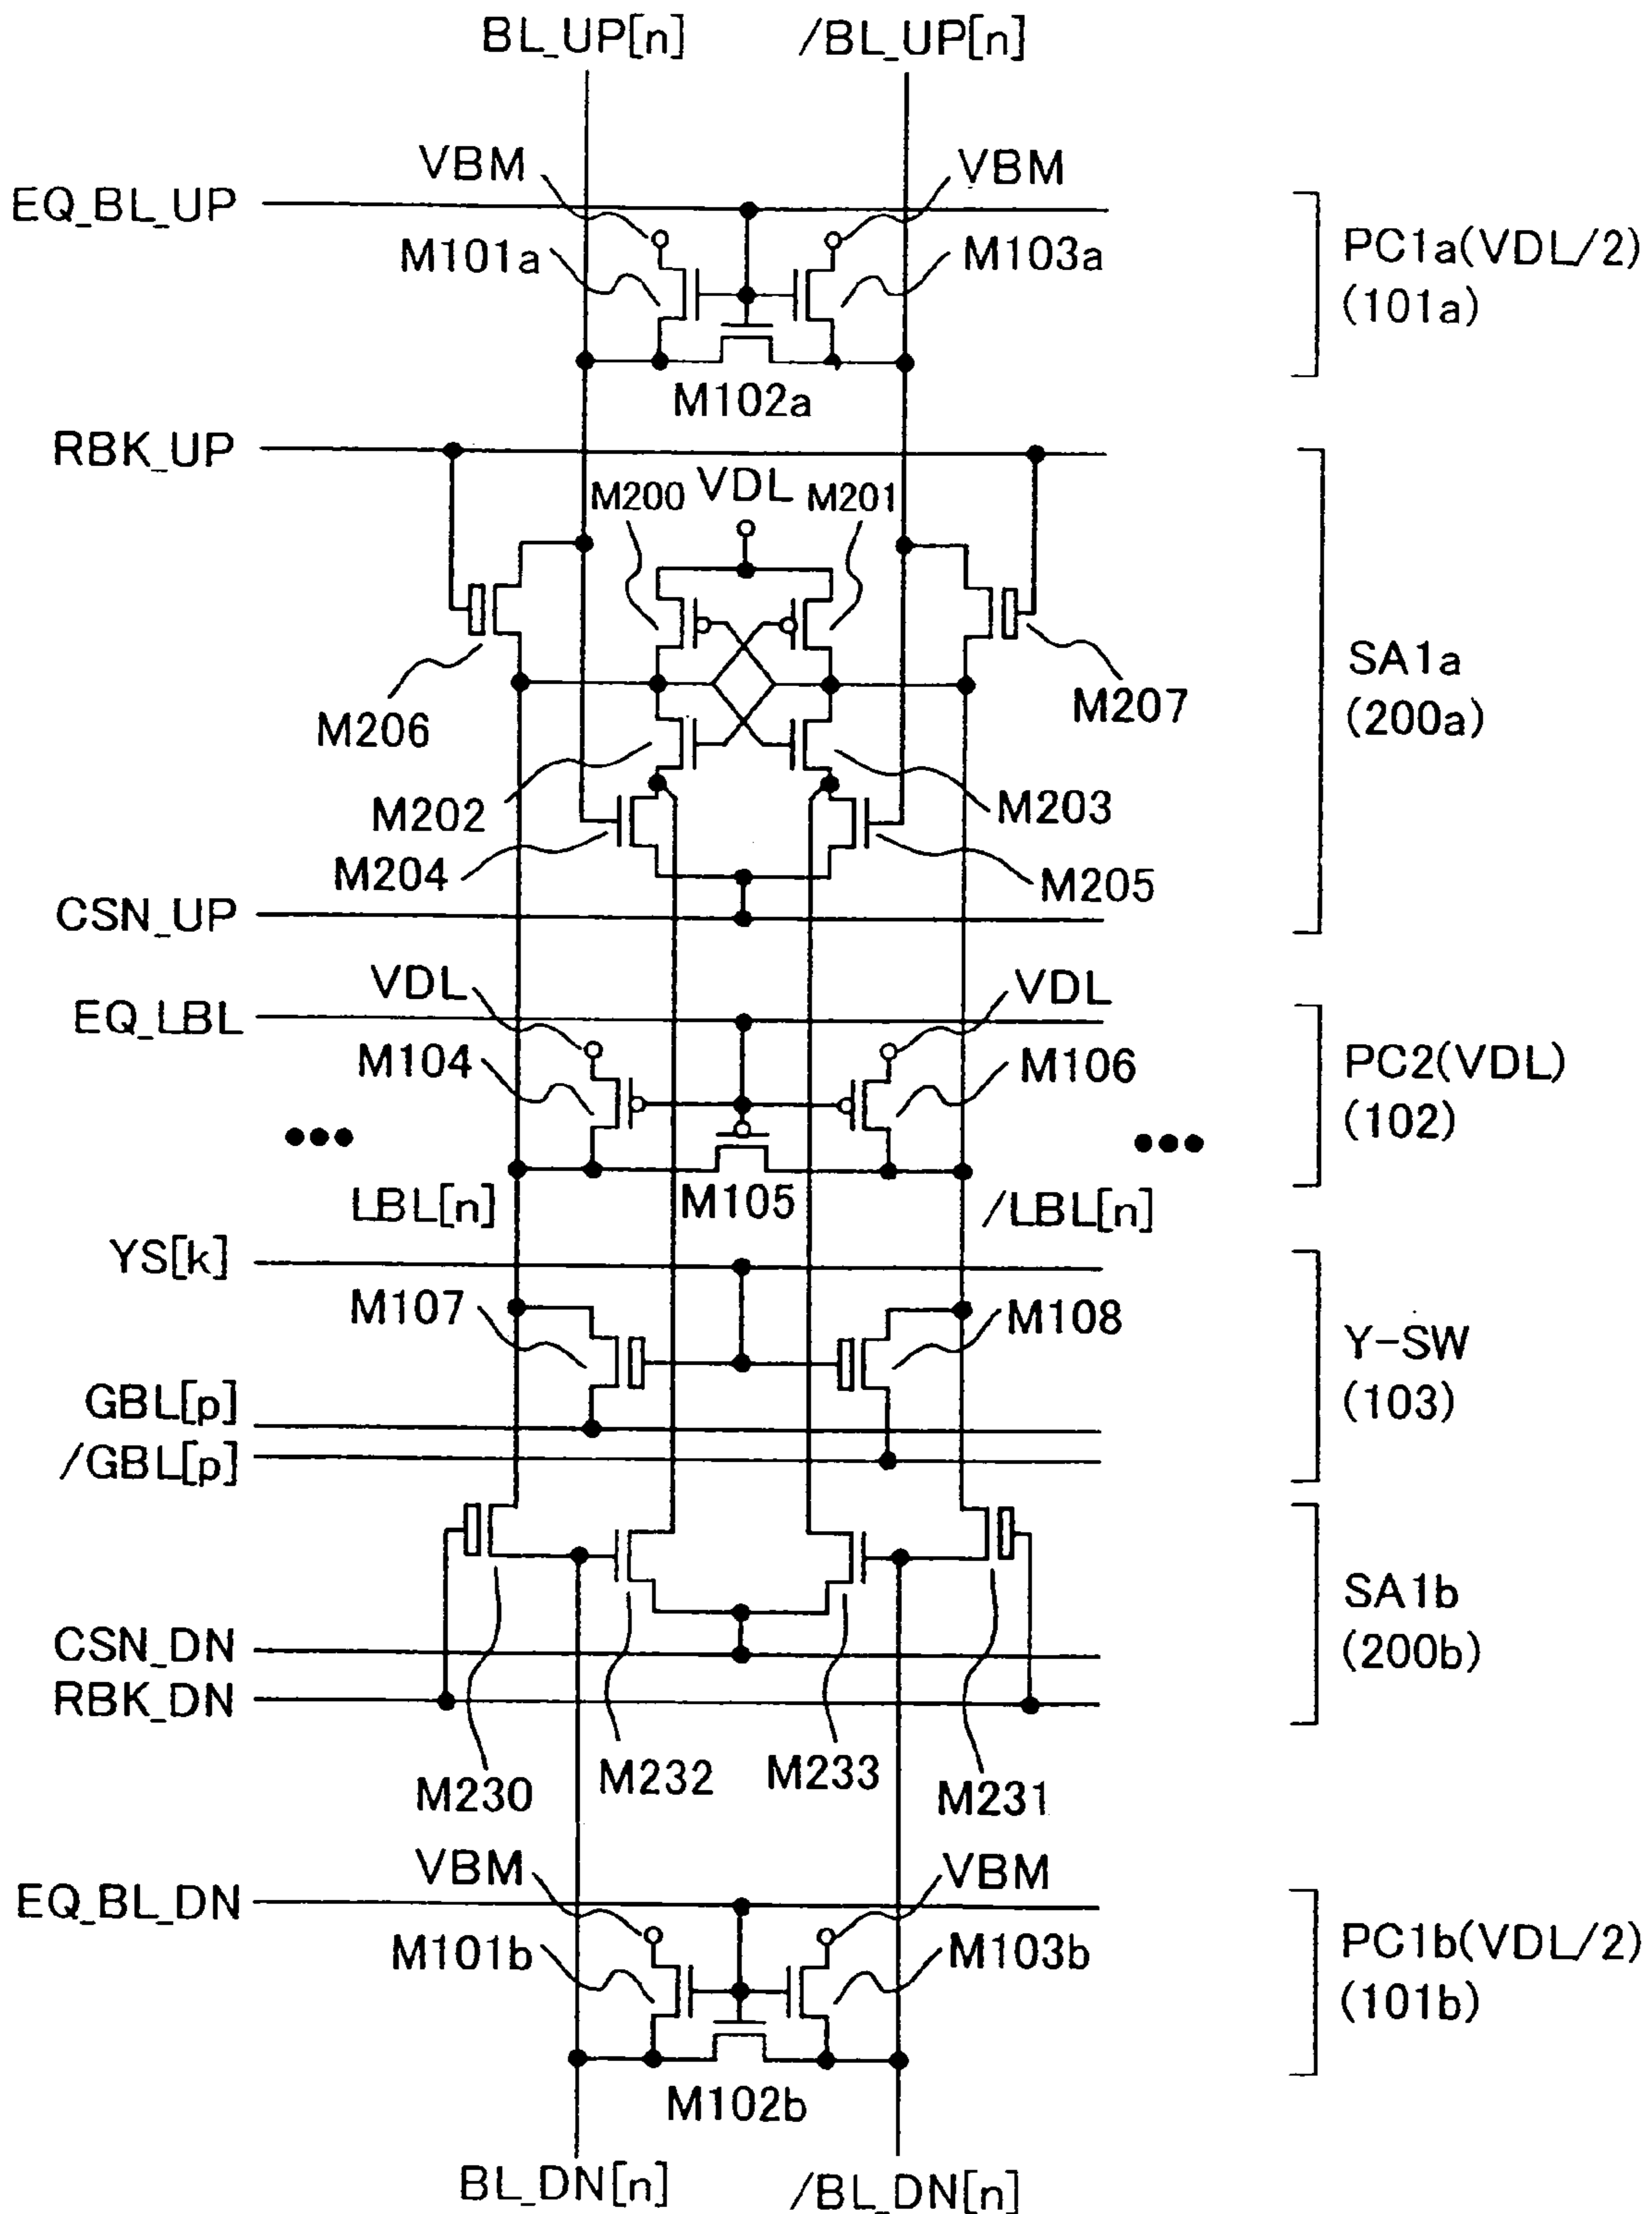 BL_UP[n] /BL_UP[n]
VBM VBM
EQ_BL_UP
M101a M103a
PC1a(VDL/2)
(101a)
M102a
RBK_UP
M200 VDL M201
SA1a
(200a)
M206 M207
M202 M203
M204 M205
CSN_UP
VDL VDL
EQ_LBL
M104 M106
PC2(VDL)
(102)
M105
LBL[n] /LBL[n]
YS[k]
M107 M108
Y-SW
(103)
GBL[p]
/GBL[p]
SA1b
(200b)
CSN_DN
RBK_DN
M230 M232 M233 M231
VBM VBM
EQ_BL_DN
M101b M103b
PC1b(VDL/2)
(101b)
M102b
BL_DN[n] /BL_DN[n]